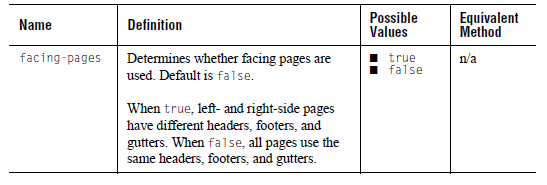 Name Definition Possible Values Equivalent Method
facing-pages Determines whether facing pages are used. Default is false.
■ true
■ false
n/a
When true, left- and right-side pages
have different headers, footers, and
gutters. When false, all pages use the
same headers, footers, and gutters.